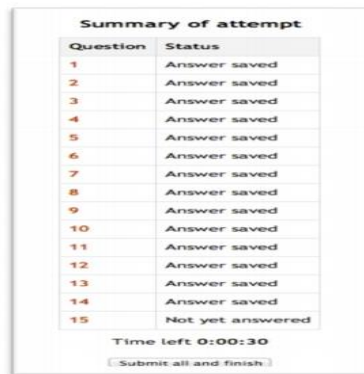 Summary of attempt
Question Status
1 Answer saved
2 Answer saved
3 Answer saved
4 Answer saved
5 Answer saved
6 Answer saved
7 Answer saved
8 Answer saved
9 Answer saved
10 Answer saved
11 Answer saved
12 Answer saved
13 Answer saved
14 Answer saved
15 Not yet answered
Time left 0:00:30
Submit all and finish